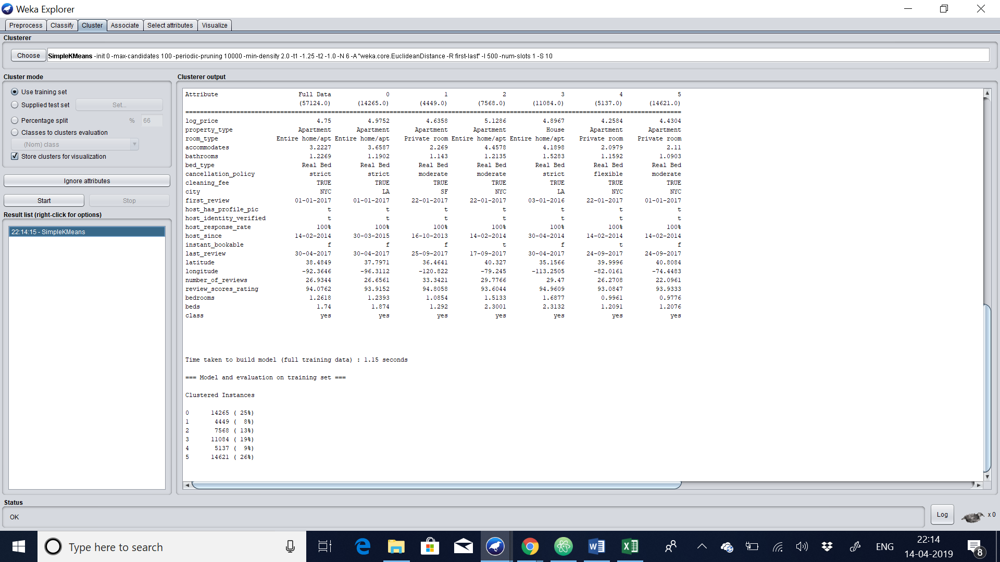 Weka Explorer
Preprocess Classify Cluster Associate Select attributes Visualize
Clusterer
Choose SimpleKMeans -init 0 -max-candidates 100 -periodic-pruning 10000 -min-density 2.0 -t1 -1.25 -t2 -1.0 -N 6 -A "weka.core.EuclideanDistance -R first-last" -I 500 -num-slots 1 -S 10
Cluster mode
Use training set
Supplied test set Set...
Percentage split % 66
Classes to clusters evaluation
(Nom) class
Store clusters for visualization
Ignore attributes
Start Stop
Result list (right-click for options)
22:14:15 - SimpleKMeans
Clusterer output
Attribute Full Data 0 1 2 3 4 5
(57124.0) (14265.0) (4449.0) (7568.0) (11084.0) (5137.0) (14621.0)
==========================================================================================================================================
log_price 4.75 4.9752 4.6358 5.1286 4.8967 4.2584 4.4304
property_type Apartment Apartment Apartment Apartment House Apartment Apartment
room_type Entire home/apt Entire home/apt Private room Entire home/apt Entire home/apt Private room Private room
accommodates 3.2227 3.6587 2.269 4.4578 4.1898 2.0979 2.11
bathrooms 1.2269 1.1902 1.143 1.2135 1.5283 1.1592 1.0903
bed_type Real Bed Real Bed Real Bed Real Bed Real Bed Real Bed Real Bed
cancellation_policy strict strict moderate moderate strict flexible moderate
cleaning_fee TRUE TRUE TRUE TRUE TRUE TRUE TRUE
city NYC LA SF NYC LA NYC NYC
first_review 01-01-2017 01-01-2017 22-01-2017 22-01-2017 03-01-2016 22-01-2017 01-01-2017
host_has_profile_pic t t t t t t t
host_identity_verified t t t t t t t
host_response_rate 100% 100% 100% 100% 100% 100% 100%
host_since 14-02-2014 30-03-2015 16-10-2013 14-02-2014 30-04-2014 14-02-2014 14-02-2014
instant_bookable f f f t f t f
last_review 30-04-2017 30-04-2017 25-09-2017 17-09-2017 30-04-2017 24-09-2017 24-09-2017
latitude 38.4849 37.7971 36.4641 40.327 35.1566 39.9996 40.8084
longitude -92.3646 -96.3112 -120.822 -79.245 -113.2505 -82.0161 -74.4483
number_of_reviews 26.9344 26.6561 33.3421 29.7766 29.47 26.2708 22.0961
review_scores_rating 94.0762 93.9152 94.8058 93.6044 94.9609 93.0847 93.9333
bedrooms 1.2618 1.2393 1.0854 1.5133 1.6877 0.9961 0.9776
beds 1.74 1.874 1.292 2.3001 2.3132 1.2091 1.2076
class yes yes yes yes yes yes yes
Time taken to build model (full training data) : 1.15 seconds
=== Model and evaluation on training set ===
Clustered Instances
0 14265 ( 25%)
1 4449 ( 8%)
2 7568 ( 13%)
3 11084 ( 19%)
4 5137 ( 9%)
5 14621 ( 26%)
Status
OK
Log x 0
Type here to search
ENG
22:14
14-04-2019
8